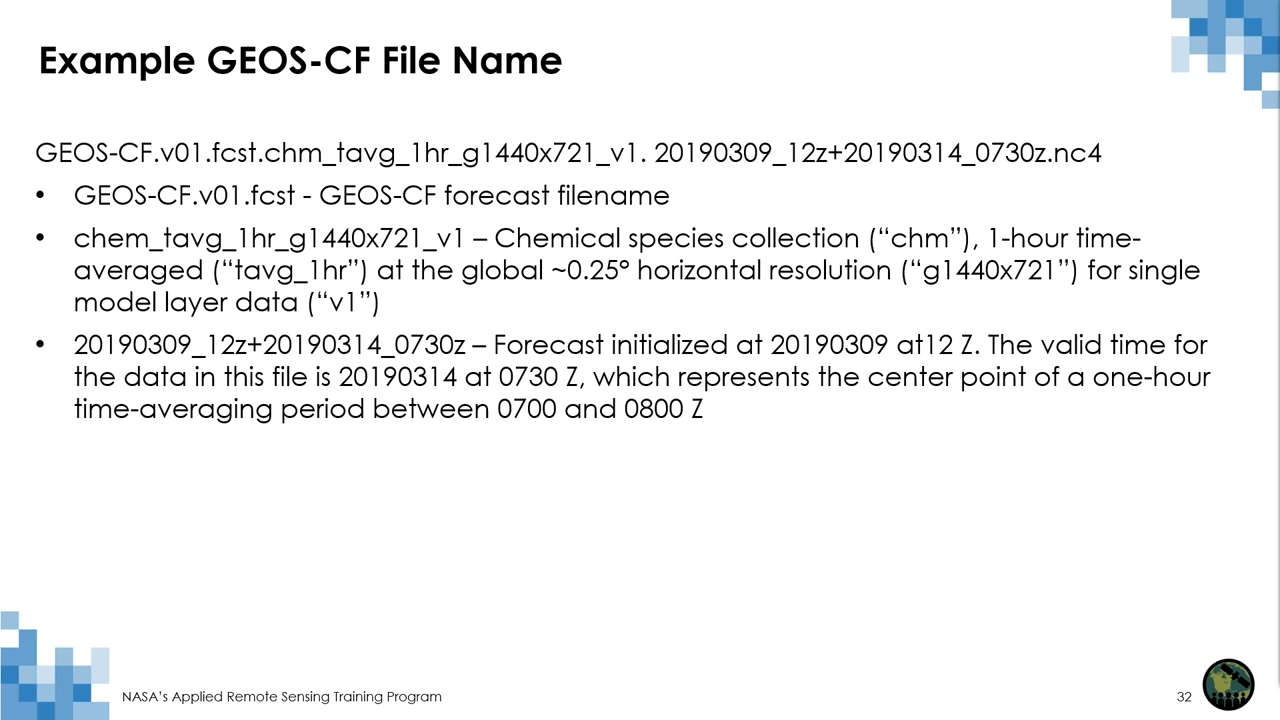 Example GEOS-CF File Name
GEOS-CF.v01.fcst.chm_tavg_1hr_g1440x721_v1. 20190309_12z+20190314_0730z.nc4
• GEOS-CF.v01.fcst - GEOS-CF forecast filename
• chem_tavg_1hr_g1440x721_v1 – Chemical species collection (“chm”), 1-hour time-
averaged (“tavg_1hr”) at the global ~0.25° horizontal resolution (“g1440x721”) for single
model layer data (“v1”)
• 20190309_12z+20190314_0730z – Forecast initialized at 20190309 at12 Z. The valid time for
the data in this file is 20190314 at 0730 Z, which represents the center point of a one-hour
time-averaging period between 0700 and 0800 Z
NASA’s Applied Remote Sensing Training Program
32